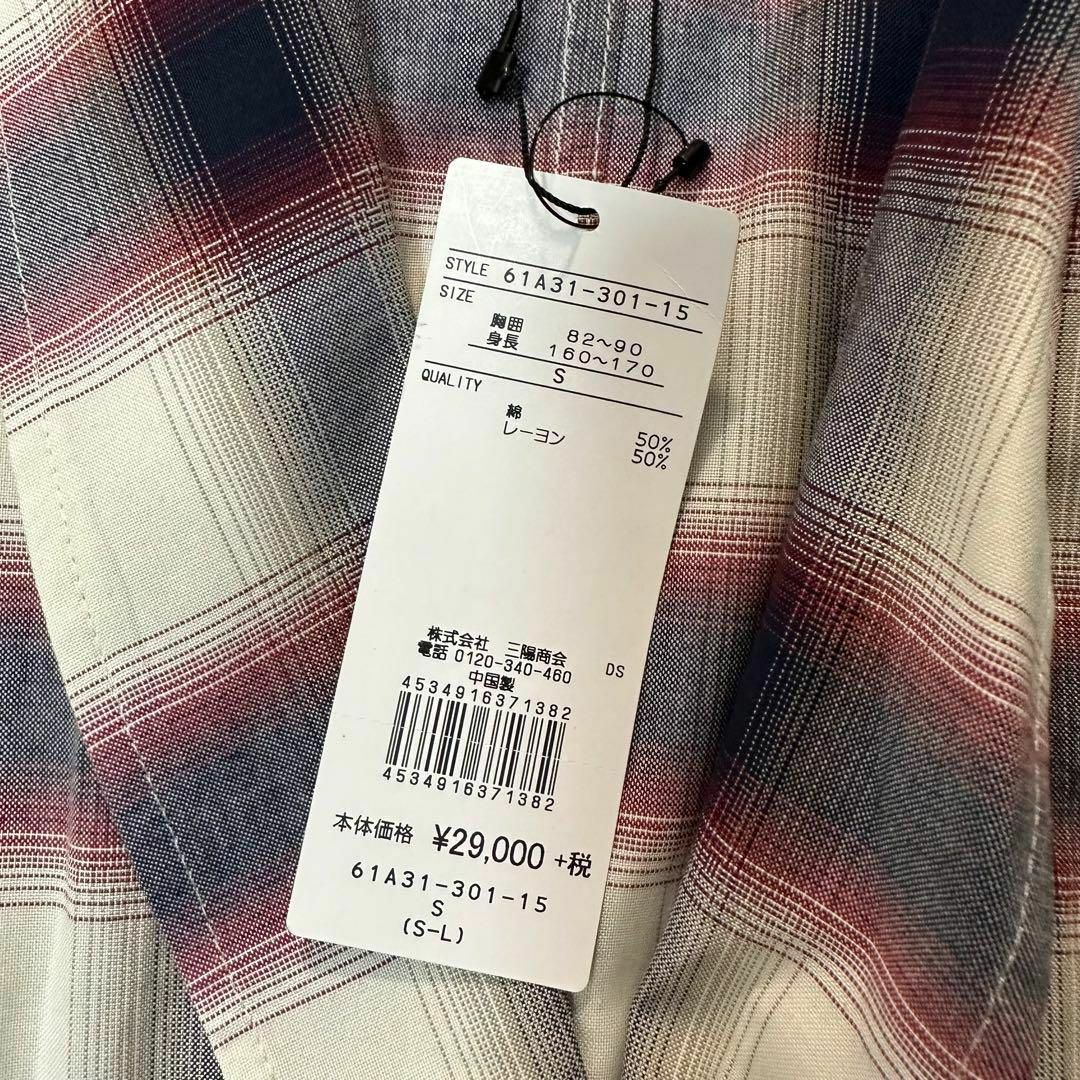 STYLE 61A31-301-15
SIZE
胸囲 82～90
身長 160～170
S
QUALITY
綿 50%
レーヨン 50%
株式会社 三陽商会 DS
電話 0120-340-460
中国製
4534916371382
4534916371382
本体価格 ¥29,000 +税
61A31-301-15
S
(S-L)